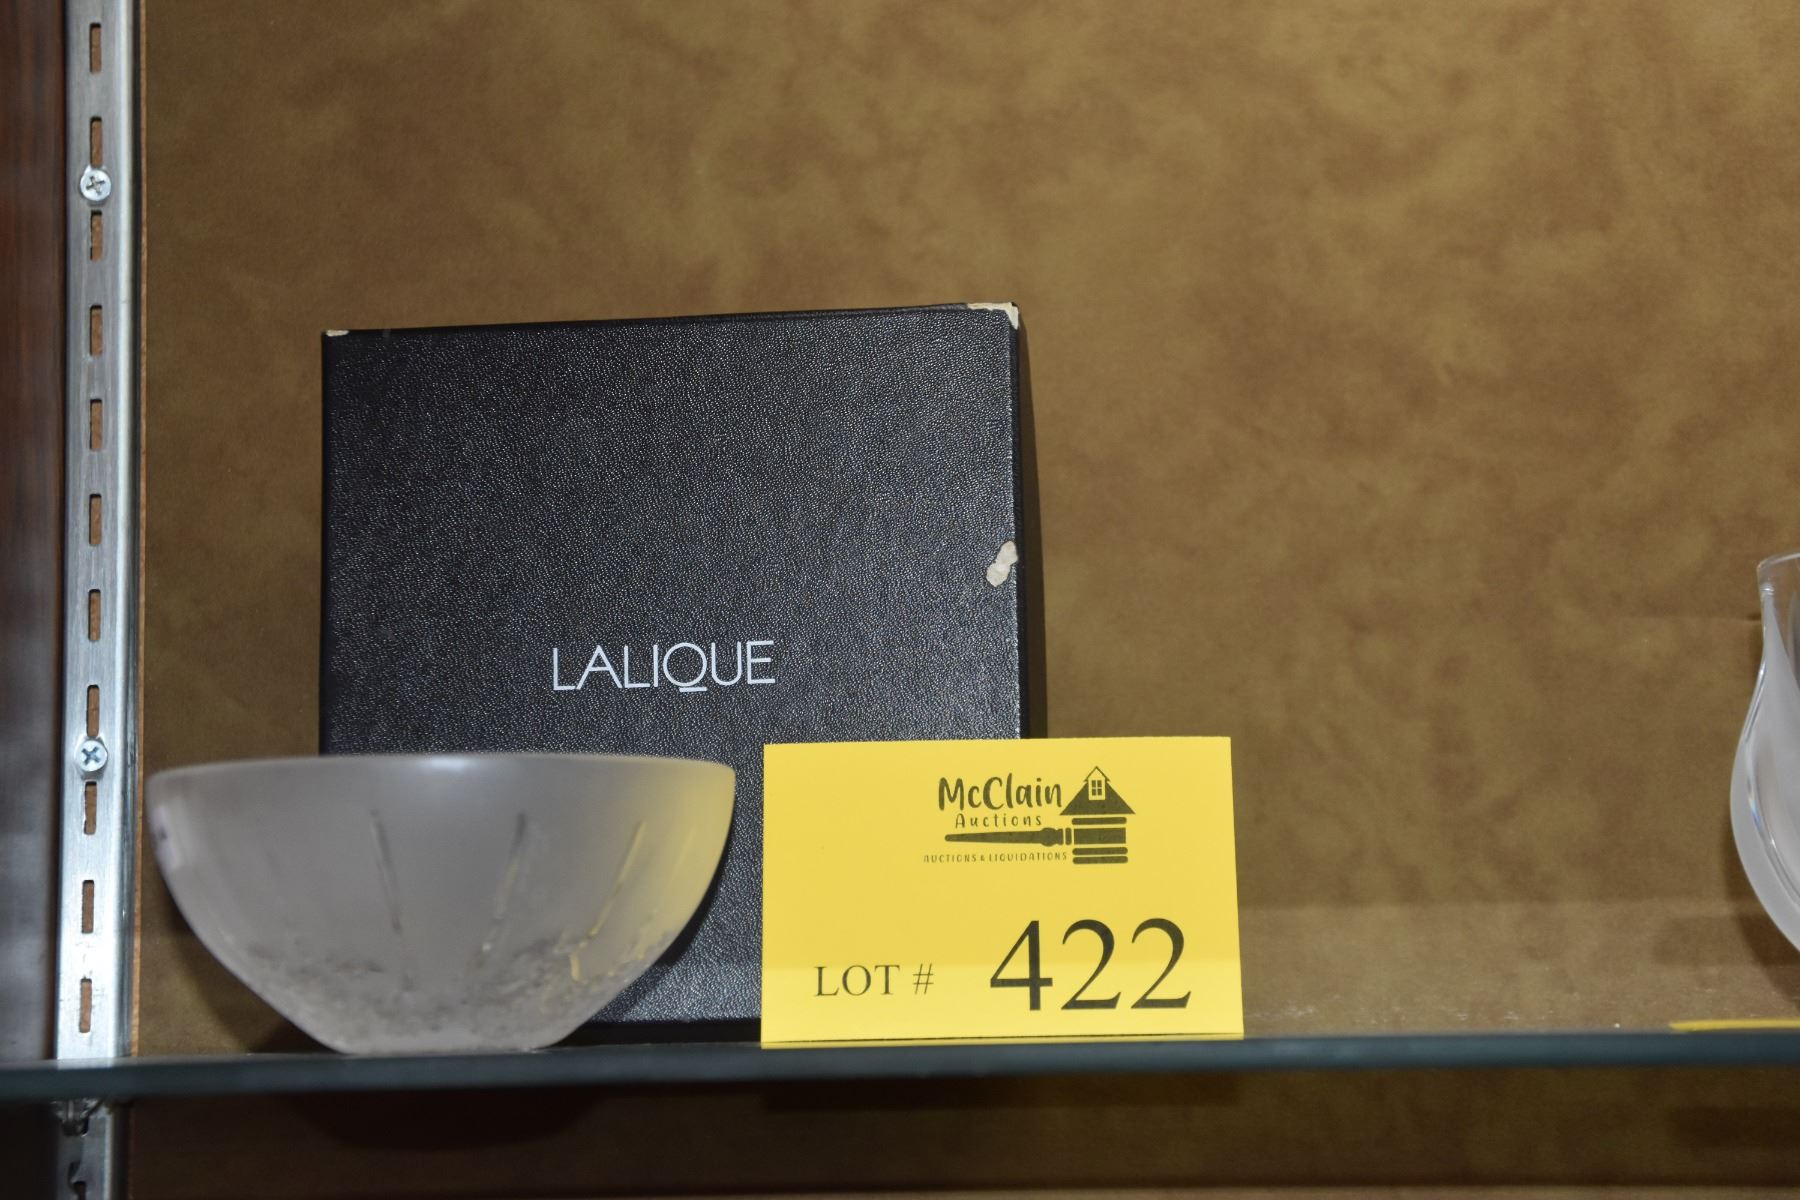 LALIQUE
McClain
Auctions
AUCTIONS & LIQUIDATIONS
LOT # 422